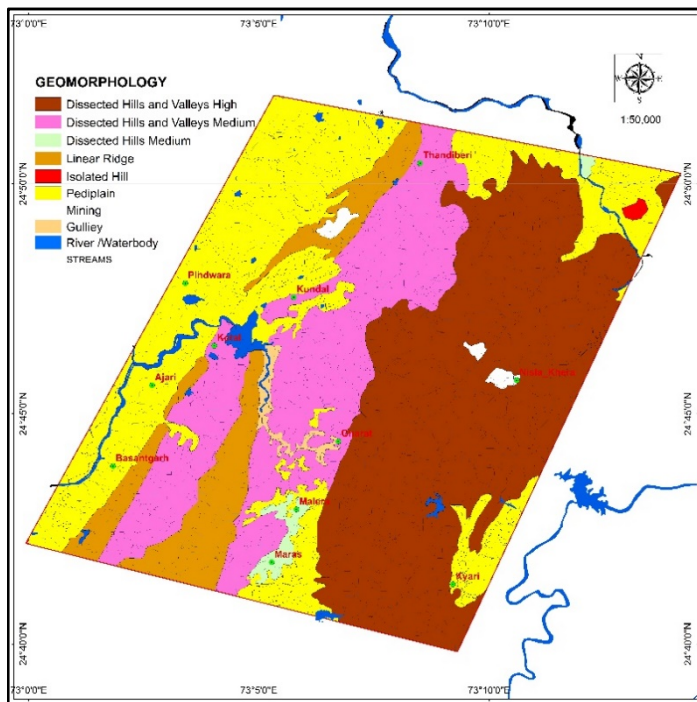 73°0'0"E 73°5'0"E 73°10'0"E
GEOMORPHOLOGY
Dissected Hills and Valleys High
Dissected Hills and Valleys Medium
Dissected Hills Medium
Linear Ridge
Isolated Hill
Pediplain
Mining
Gulliey
River /Waterbody
STREAMS
N
W E
S
1:50,000
24°50'0"N
24°50'0"N
Thandiberi
Pindwara
Kundal
Ajari
24°45'0"N
24°45'0"N
Basantgarh
Malera
Maras
Kyari
24°40'0"N
24°40'0"N
73°0'0"E 73°5'0"E 73°10'0"E